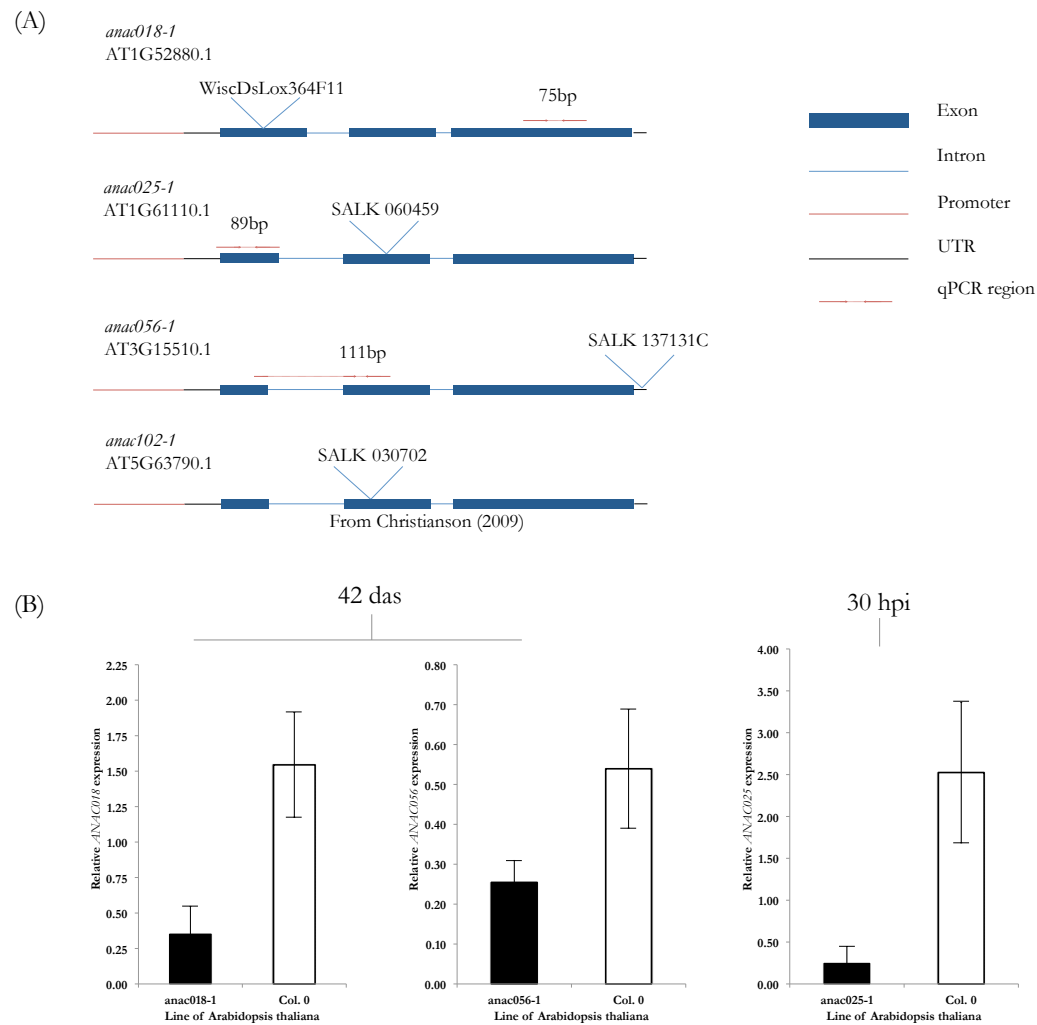 (A)
anac018-1
AT1G52880.1
WiscDsLox364F11
75bp
anac025-1
AT1G61110.1
89bp
SALK 060459
anac056-1
AT3G15510.1
111bp
SALK 137131C
anac102-1
AT5G63790.1
SALK 030702
From Christianson (2009)
Exon
Intron
Promoter
UTR
qPCR region
(B)
42 das
30 hpi
Relative ANAC018 expression
2.25
2.00
1.75
1.50
1.25
1.00
0.75
0.50
0.25
0.00
anac018-1 Col. 0
Line of Arabidopsis thaliana
Relative ANAC056 expression
0.80
0.70
0.60
0.50
0.40
0.30
0.20
0.10
0.00
anac056-1 Col. 0
Line of Arabidopsis thaliana
Relative ANAC025 expression
4.00
3.50
3.00
2.50
2.00
1.50
1.00
0.50
0.00
anac025-1 Col. 0
Line of Arabidopsis thaliana